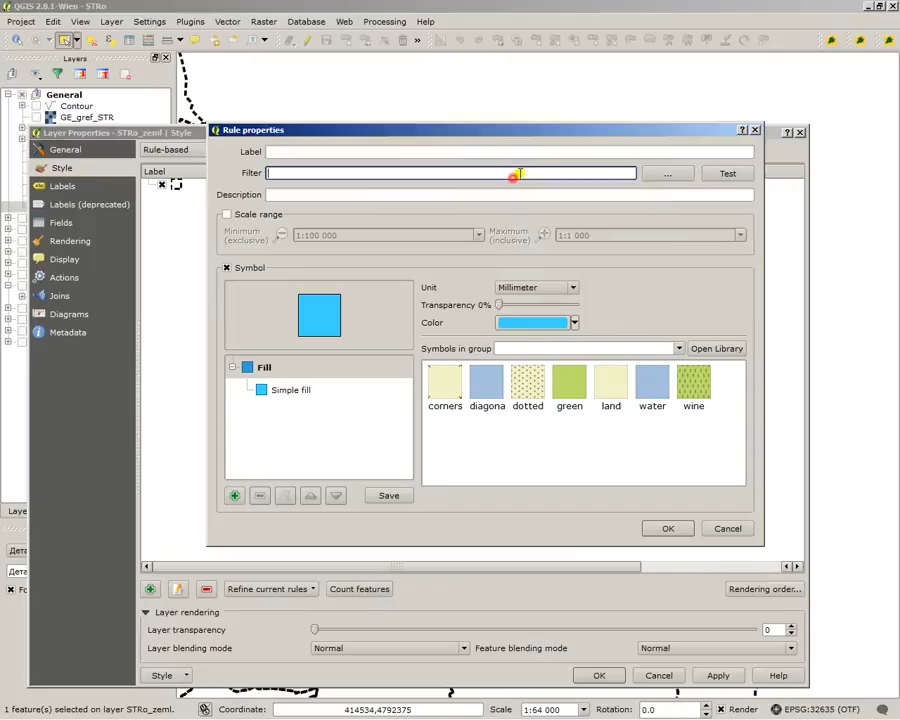 QGIS 2.8.1-Wien - STRo
Project Edit View Layer Settings Plugins Vector Raster Database Web Processing Help
Layers
General
Contour
GE_gref_STR
Layer Properties - STRo_zeml | Style
General
Style
Labels
Labels (deprecated)
Fields
Rendering
Display
Actions
Joins
Diagrams
Metadata
Rule-based
Label
Rule properties
Label
Filter
... Test
Description
Scale range
Minimum (exclusive) 1:100 000 Maximum (inclusive) 1:1 000
Symbol
Unit Millimeter
Transparency 0%
Color
Symbols in group Open Library
Fill
Simple fill
corners diagona dotted green land water wine
Save
OK Cancel
Refine current rules Count features Rendering order...
Layer rendering
Layer transparency 0
Layer blending mode Normal Feature blending mode Normal
Style OK Cancel Apply Help
1 feature(s) selected on layer STRo_zeml. Coordinate: 414534,4792375 Scale 1:64 000 Rotation: 0.0 Render EPSG:32635 (OTF)